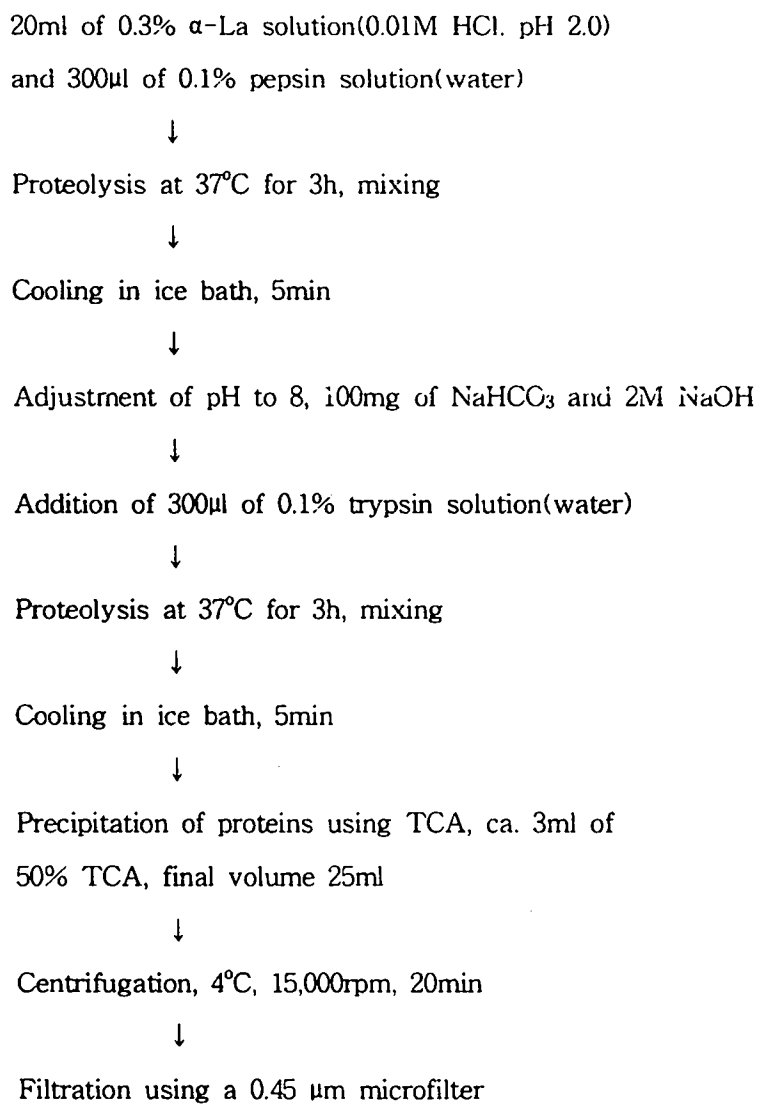 20ml of 0.3% α-La solution(0.01M HCl. pH 2.0)
and 300μl of 0.1% pepsin solution(water)
↓
Proteolysis at 37°C for 3h, mixing
↓
Cooling in ice bath, 5min
↓
Adjustment of pH to 8, 100mg of NaHCO₃ and 2M NaOH
↓
Addition of 300μl of 0.1% trypsin solution(water)
↓
Proteolysis at 37°C for 3h, mixing
↓
Cooling in ice bath, 5min
↓
Precipitation of proteins using TCA, ca. 3ml of
50% TCA, final volume 25ml
↓
Centrifugation, 4°C, 15,000rpm, 20min
↓
Filtration using a 0.45 μm microfilter